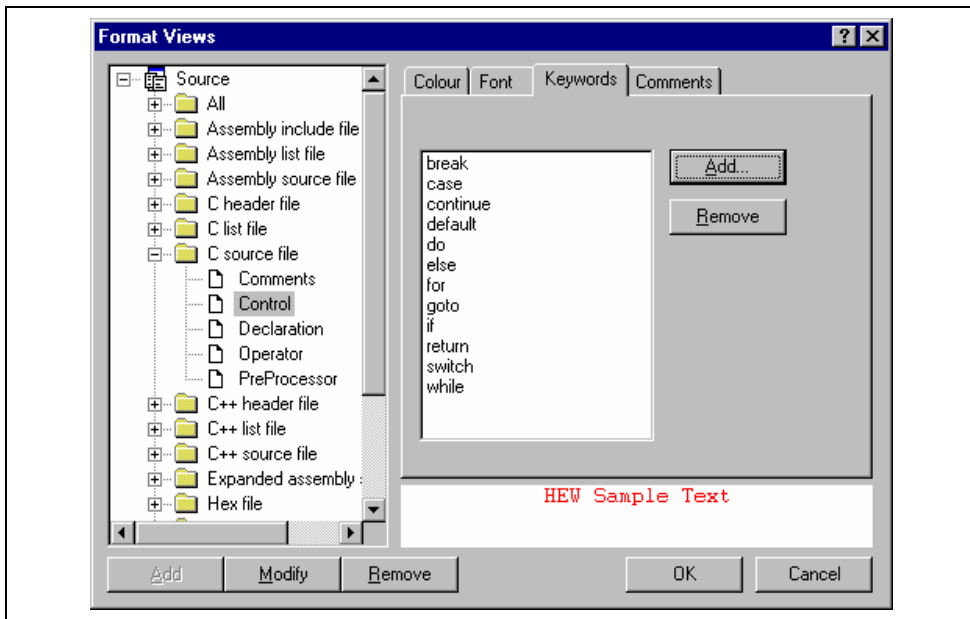 Format Views
Source
All
Assembly include file
Assembly list file
Assembly source file
C header file
C list file
C source file
Comments
Control
Declaration
Operator
PreProcessor
C++ header file
C++ list file
C++ source file
Expanded assembly
Hex file
Colour Font Keywords Comments
break
case
continue
default
do
else
for
goto
if
return
switch
while
Add...
Remove
HEW Sample Text
Add Modify Remove OK Cancel